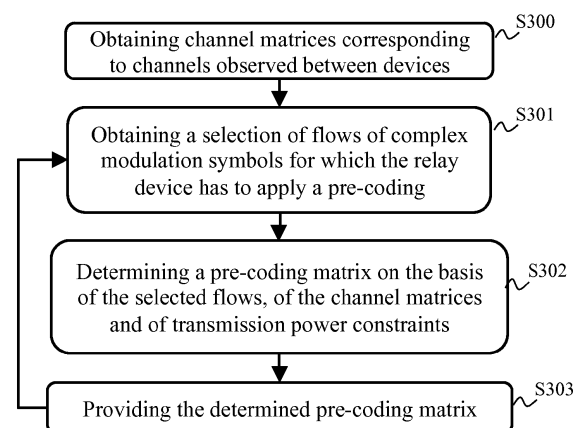 S300
Obtaining channel matrices corresponding
to channels observed between devices
S301
Obtaining a selection of flows of complex
modulation symbols for which the relay
device has to apply a pre-coding
S302
Determining a pre-coding matrix on the basis
of the selected flows, of the channel matrices
and of transmission power constraints
S303
Providing the determined pre-coding matrix